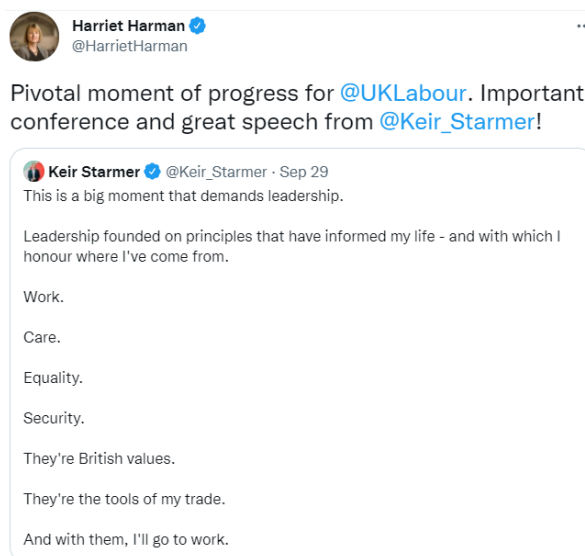 Harriet Harman
@HarrietHarman
Pivotal moment of progress for @UKLabour. Important
conference and great speech from @Keir_Starmer!
Keir Starmer @Keir_Starmer · Sep 29
This is a big moment that demands leadership.
Leadership founded on principles that have informed my life - and with which I
honour where I've come from.
Work.
Care.
Equality.
Security.
They're British values.
They're the tools of my trade.
And with them, I'll go to work.